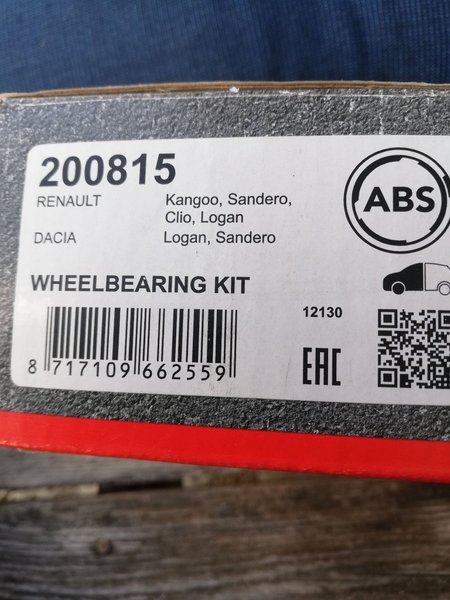 200815
RENAULT Kangoo, Sandero,
Clio, Logan
DACIA Logan, Sandero
ABS
WHEELBEARING KIT
12130
8 717109 662559
EAC